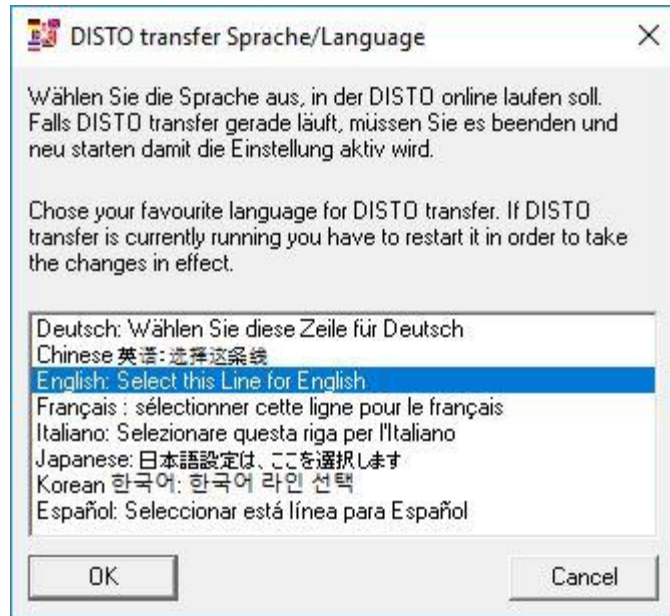 DISTO transfer Sprache/Language
Wählen Sie die Sprache aus, in der DISTO online laufen soll.
Falls DISTO transfer gerade läuft, müssen Sie es beenden und
neu starten damit die Einstellung aktiv wird.
Chose your favourite language for DISTO transfer. If DISTO
transfer is currently running you have to restart it in order to take
the changes in effect.
Deutsch: Wählen Sie diese Zeile für Deutsch
Chinese 英语: 选择这条线
English: Select this Line for English
Français : sélectionner cette ligne pour le français
Italiano: Selezionare questa riga per l'Italiano
Japanese: 日本語設定は、ここを選択します
Korean 한국어: 한국어 라인 선택
Español: Seleccionar está línea para Español
OK
Cancel